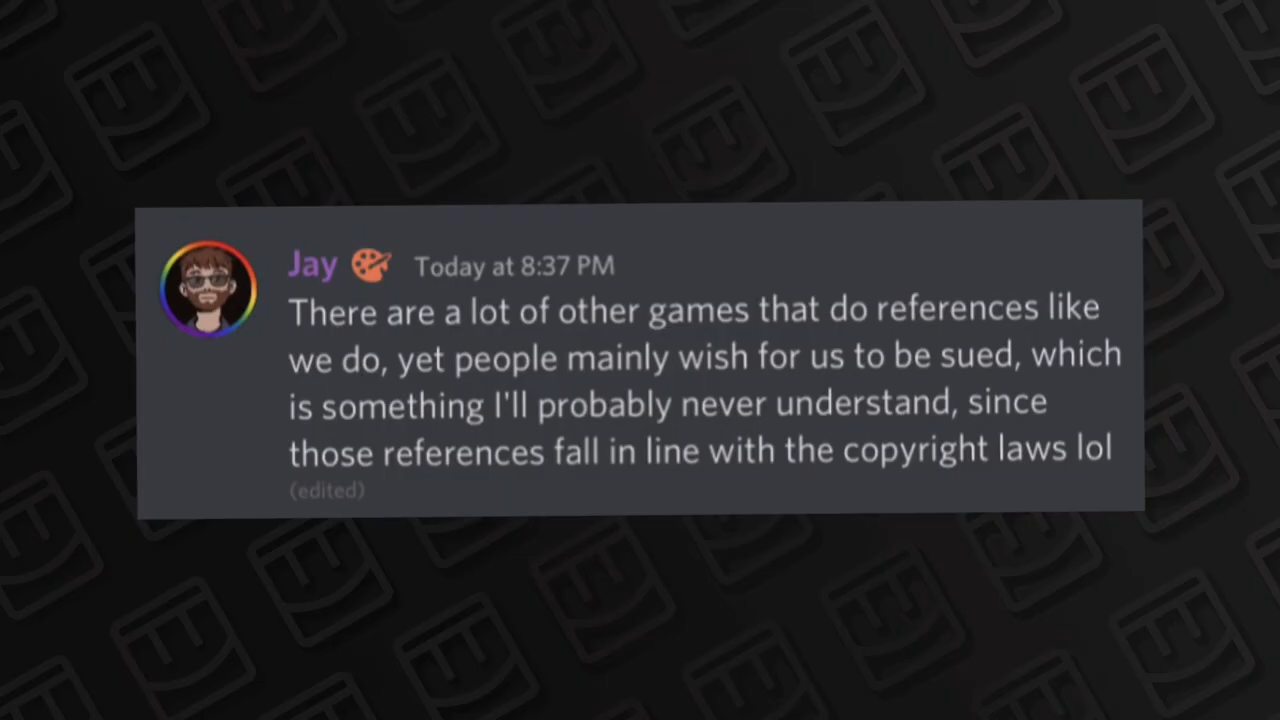 Jay Today at 8:37 PM
There are a lot of other games that do references like
we do, yet people mainly wish for us to be sued, which
is something I'll probably never understand, since
those references fall in line with the copyright laws lol
(edited)